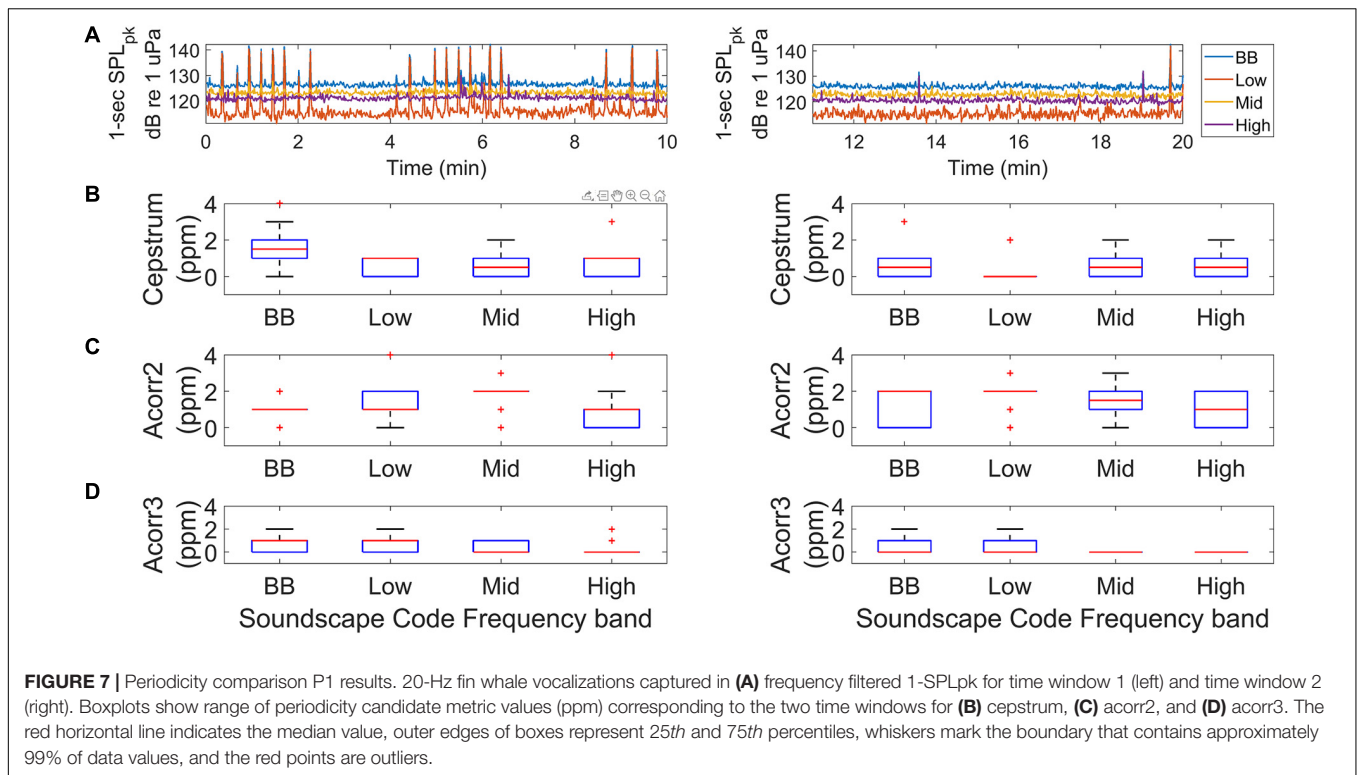 A
1-sec SPLpk
dB re 1 uPa
140
130
120
0 2 4 6 8 10
Time (min)
1-sec SPLpk
dB re 1 uPa
140
130
120
12 14 16 18 20
Time (min)
BB
Low
Mid
High
B
Cepstrum
(ppm)
4
2
0
BB Low Mid High
Cepstrum
(ppm)
4
2
0
BB Low Mid High
C
Acorr2
(ppm)
4
2
0
BB Low Mid High
Acorr2
(ppm)
4
2
0
BB Low Mid High
D
Acorr3
(ppm)
4
2
0
BB Low Mid High
Soundscape Code Frequency band
Acorr3
(ppm)
4
2
0
BB Low Mid High
Soundscape Code Frequency band
FIGURE 7 | Periodicity comparison P1 results. 20-Hz fin whale vocalizations captured in (A) frequency filtered 1-SPLpk for time window 1 (left) and time window 2
(right). Boxplots show range of periodicity candidate metric values (ppm) corresponding to the two time windows for (B) cepstrum, (C) acorr2, and (D) acorr3. The
red horizontal line indicates the median value, outer edges of boxes represent 25th and 75th percentiles, whiskers mark the boundary that contains approximately
99% of data values, and the red points are outliers.